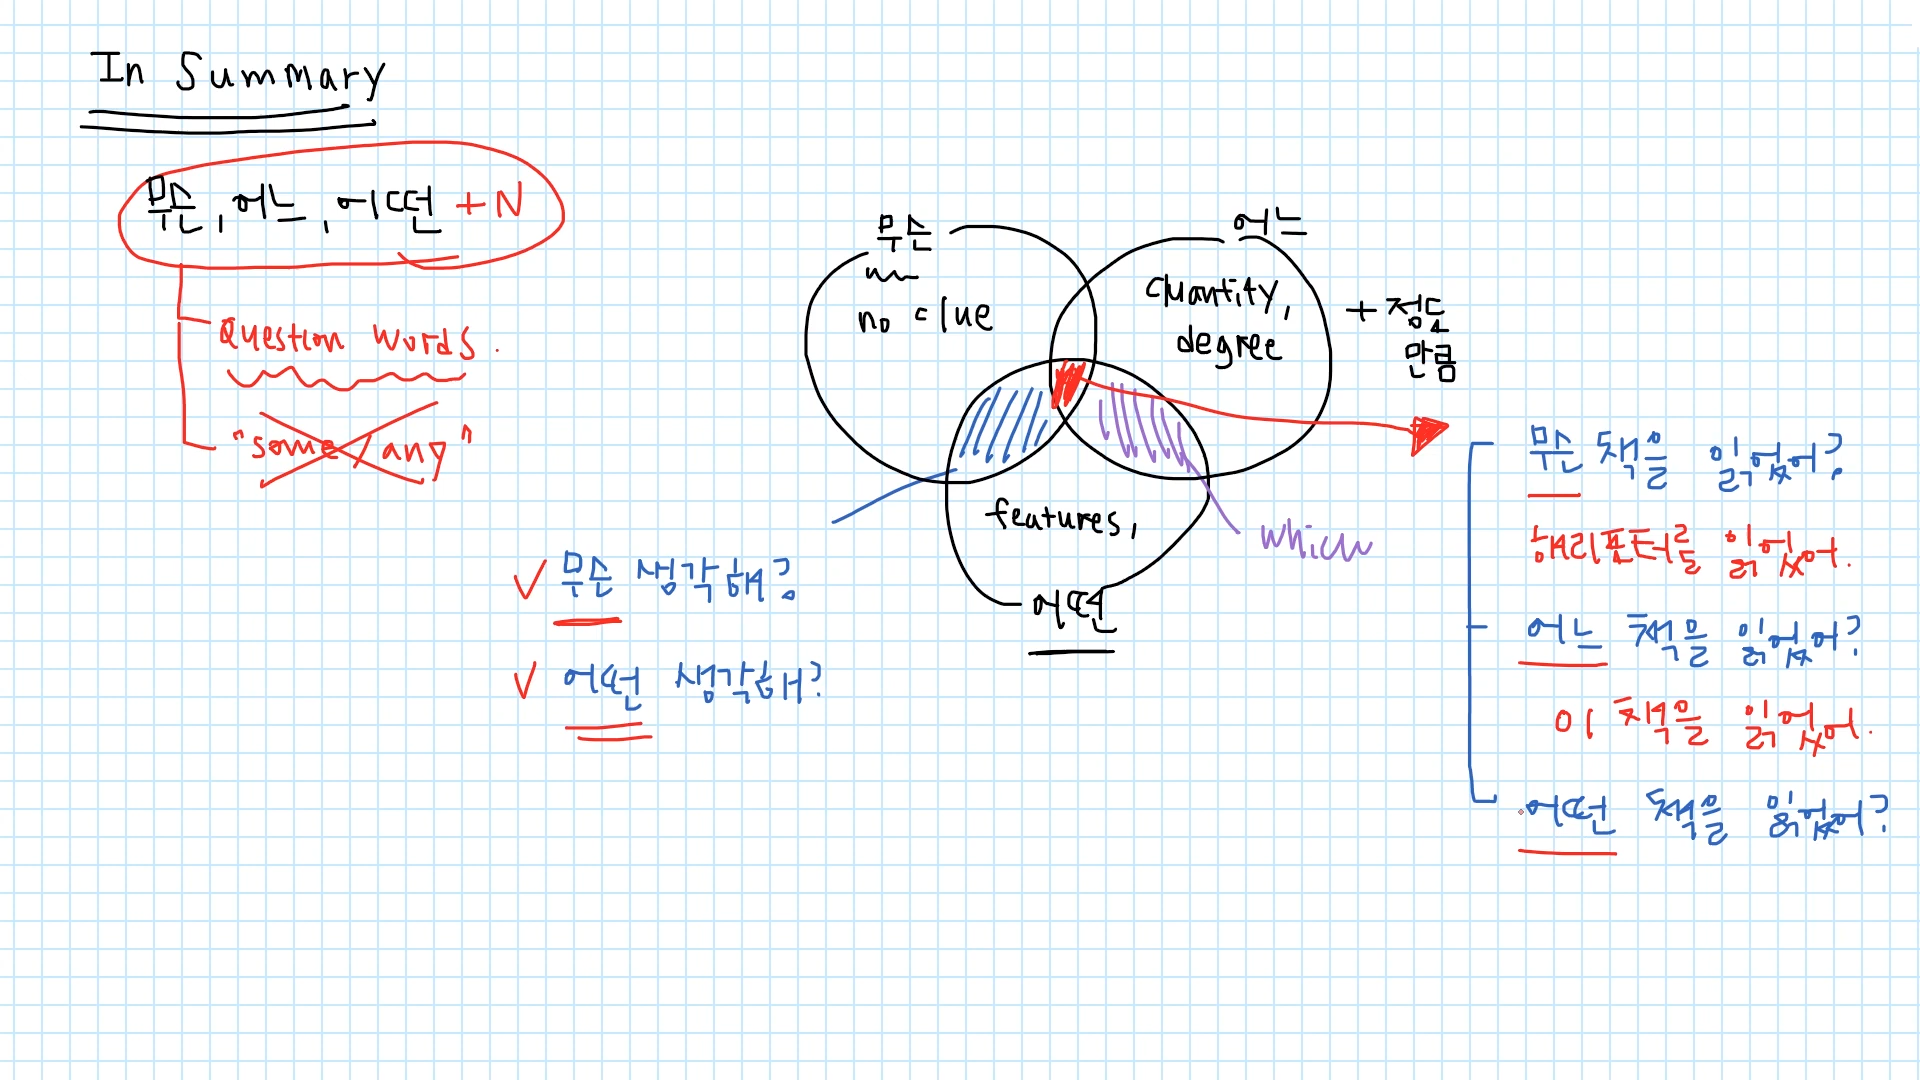 In Summary
무슨, 어느, 어떤 + N
Question words.
"some / any"
무슨
no clue
어느
quantity,
degree
+ 정도
만큼
features,
어떤
which
무슨 생각해?
어떤 생각해?
무슨 책을 읽었어?
해리포터를 읽었어.
어느 책을 읽었어?
이 책을 읽었어.
어떤 책을 읽었어?